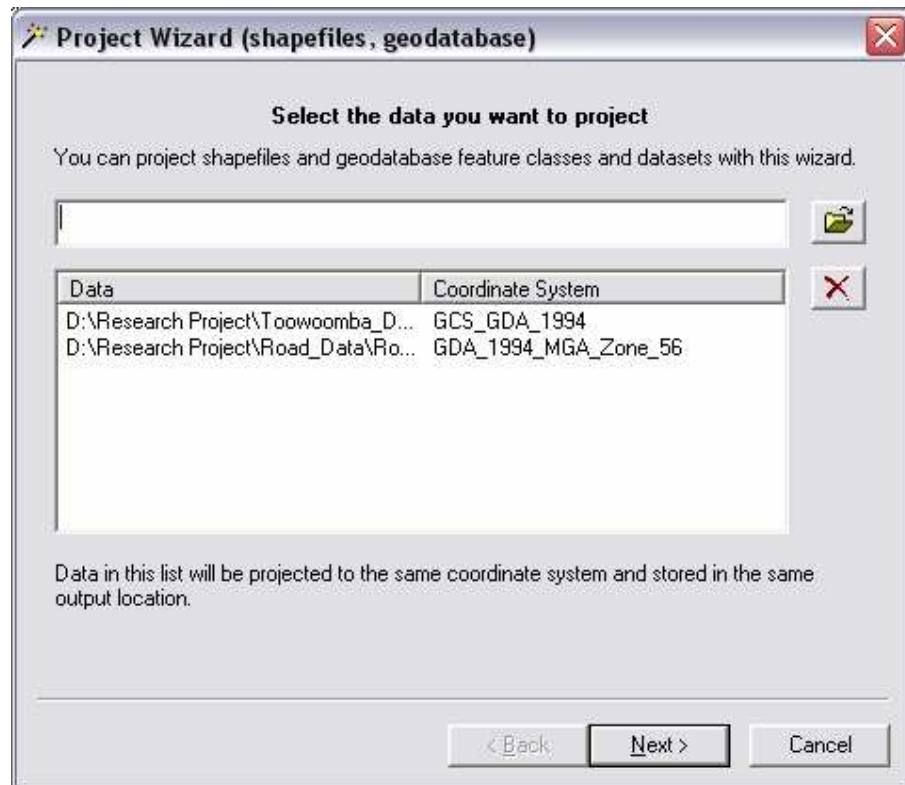 Project Wizard (shapefiles, geodatabase)
Select the data you want to project
You can project shapefiles and geodatabase feature classes and datasets with this wizard.
Data Coordinate System
D:\Research Project\Toowoomba_D... GCS_GDA_1994
D:\Research Project\Road_Data\Ro... GDA_1994_MGA_Zone_56
Data in this list will be projected to the same coordinate system and stored in the same
output location.
< Back Next > Cancel